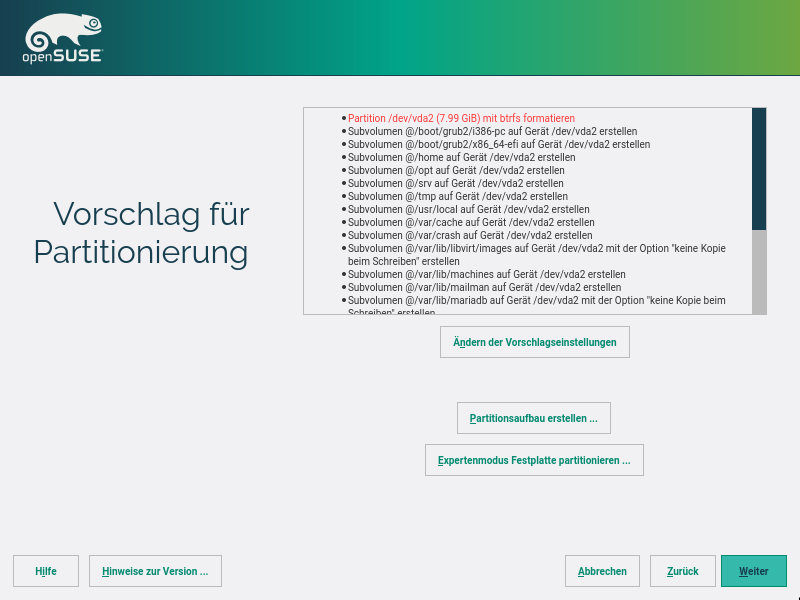 openSUSE
Vorschlag für
Partitionierung
Partition /dev/vda2 (7.99 GiB) mit btrfs formatieren
Subvolumen @/boot/grub2/i386-pc auf Gerät /dev/vda2 erstellen
Subvolumen @/boot/grub2/x86_64-efi auf Gerät /dev/vda2 erstellen
Subvolumen @/home auf Gerät /dev/vda2 erstellen
Subvolumen @/opt auf Gerät /dev/vda2 erstellen
Subvolumen @/srv auf Gerät /dev/vda2 erstellen
Subvolumen @/tmp auf Gerät /dev/vda2 erstellen
Subvolumen @/usr/local auf Gerät /dev/vda2 erstellen
Subvolumen @/var/cache auf Gerät /dev/vda2 erstellen
Subvolumen @/var/crash auf Gerät /dev/vda2 erstellen
Subvolumen @/var/lib/libvirt/images auf Gerät /dev/vda2 mit der Option "keine Kopie
beim Schreiben" erstellen
Subvolumen @/var/lib/machines auf Gerät /dev/vda2 erstellen
Subvolumen @/var/lib/mailman auf Gerät /dev/vda2 erstellen
Subvolumen @/var/lib/mariadb auf Gerät /dev/vda2 mit der Option "keine Kopie beim
Schreiben" erstellen
Ändern der Vorschlagseinstellungen
Partitionsaufbau erstellen ...
Expertenmodus Festplatte partitionieren ...
Hilfe
Hinweise zur Version ...
Abbrechen
Zurück
Weiter